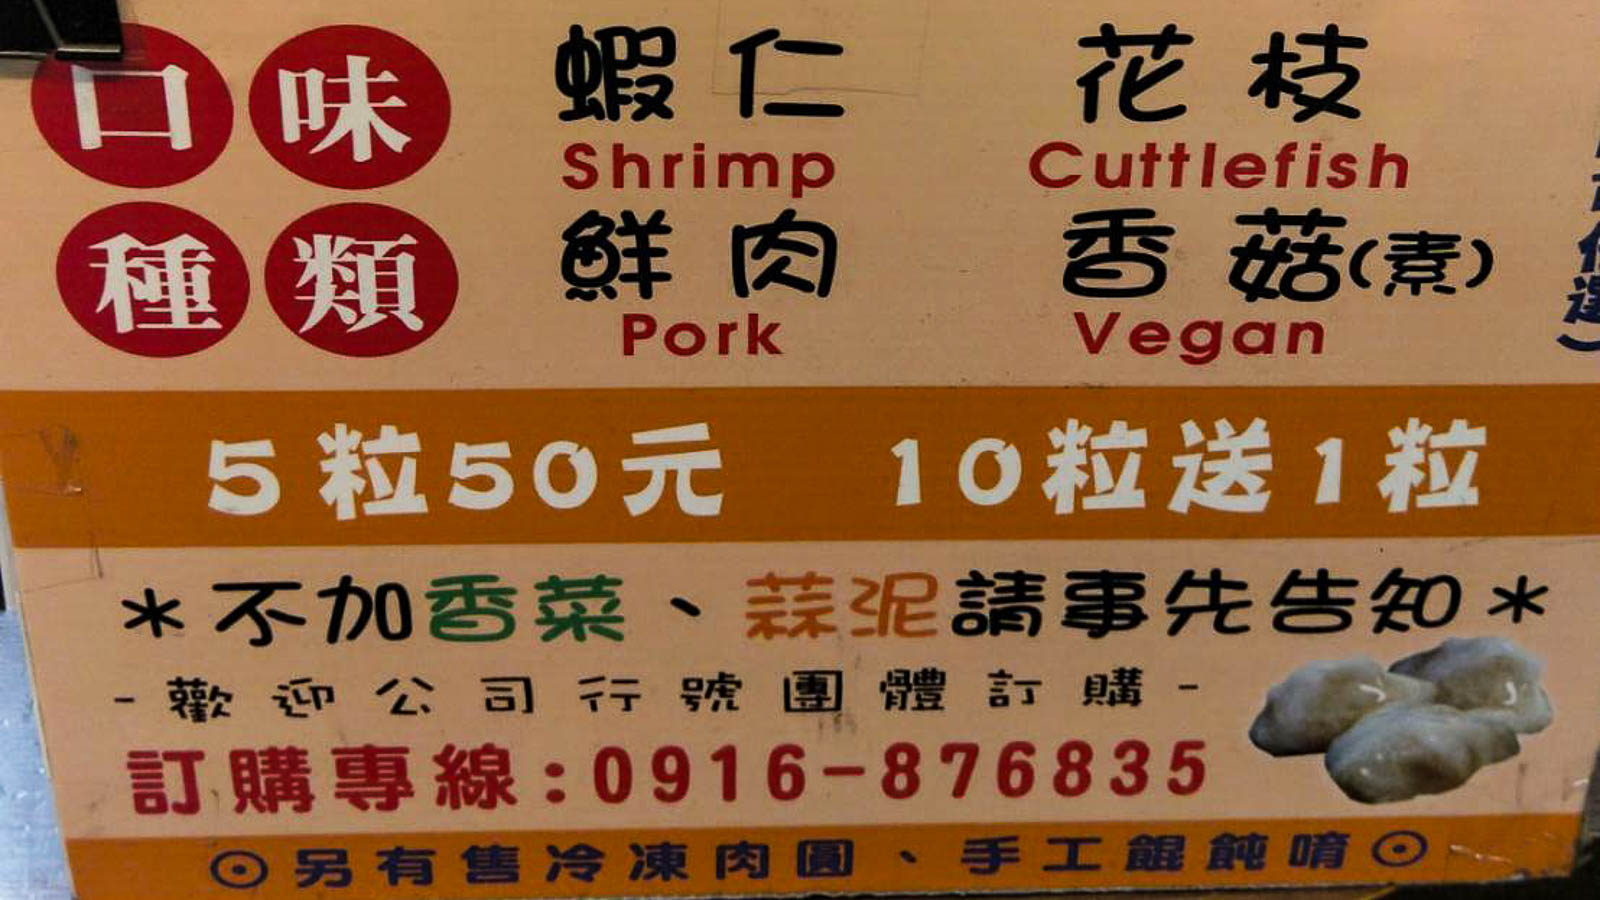 口味 蝦仁 花枝
Shrimp Cuttlefish
種類 鮮肉 香菇(素)
Pork Vegan
5粒50元 10粒送1粒
＊不加香菜、蒜泥請事先告知＊
-歡迎公司行號團體訂購-
訂購專線:0916-876835
⊙另有售冷凍肉圓、手工餛飩唷⊙